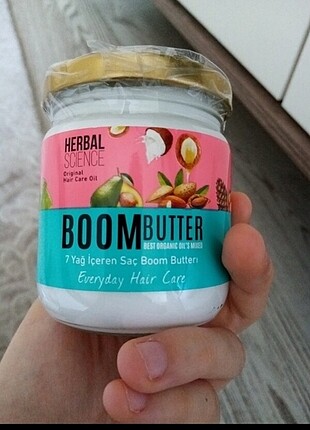 HERBAL
SCIENCE
Original
Hair Care Oil
BOOMBUTTER
BEST ORGANIC OIL'S MIXED
7 Yağ İçeren Saç Boom Butterı
Everyday Hair Care